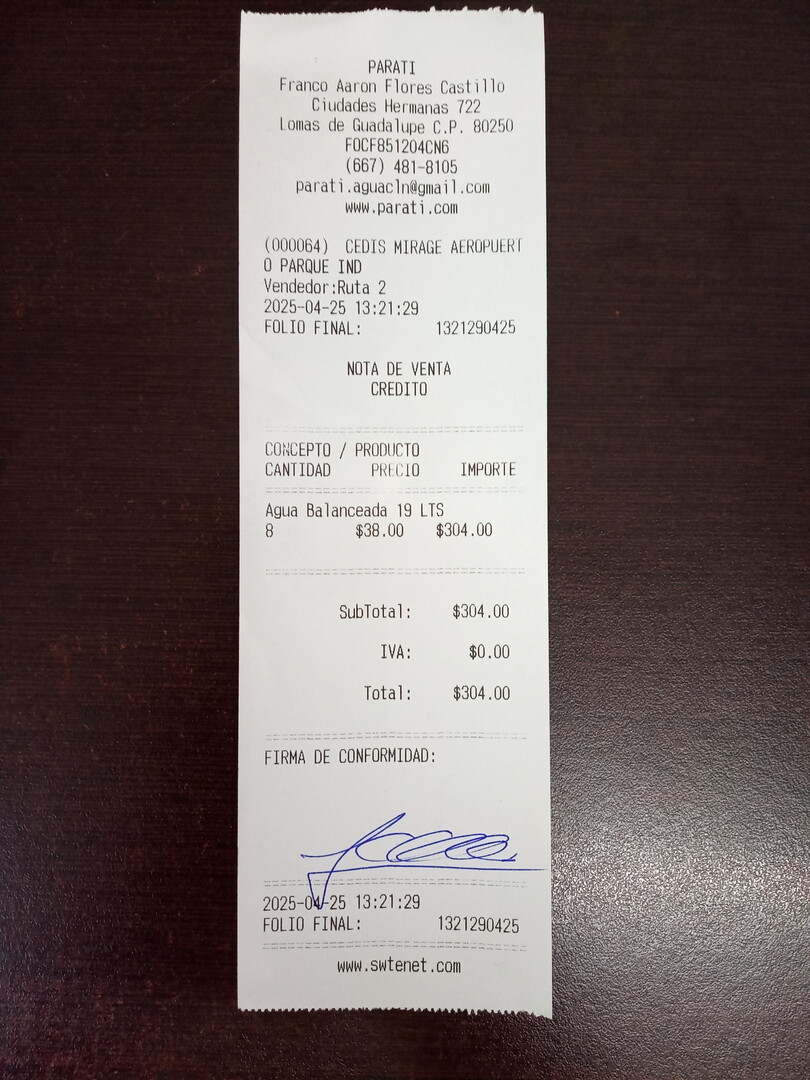 PARATI
Franco Aaron Flores Castillo
Ciudades Hermanas 722
Lomas de Guadalupe C.P. 80250
FOCF851204CN6
(667) 481-8105
parati.aguacln@gmail.com
www.parati.com
(000064) CEDIS MIRAGE AEROPUERT
O PARQUE IND
Vendedor:Ruta 2
2025-04-25 13:21:29
FOLIO FINAL: 1321290425
NOTA DE VENTA
CREDITO
CONCEPTO / PRODUCTO
CANTIDAD PRECIO IMPORTE
Agua Balanceada 19 LTS
8 $38.00 $304.00
SubTotal: $304.00
IVA: $0.00
Total: $304.00
FIRMA DE CONFORMIDAD:
2025-04-25 13:21:29
FOLIO FINAL: 1321290425
www.swtenet.com